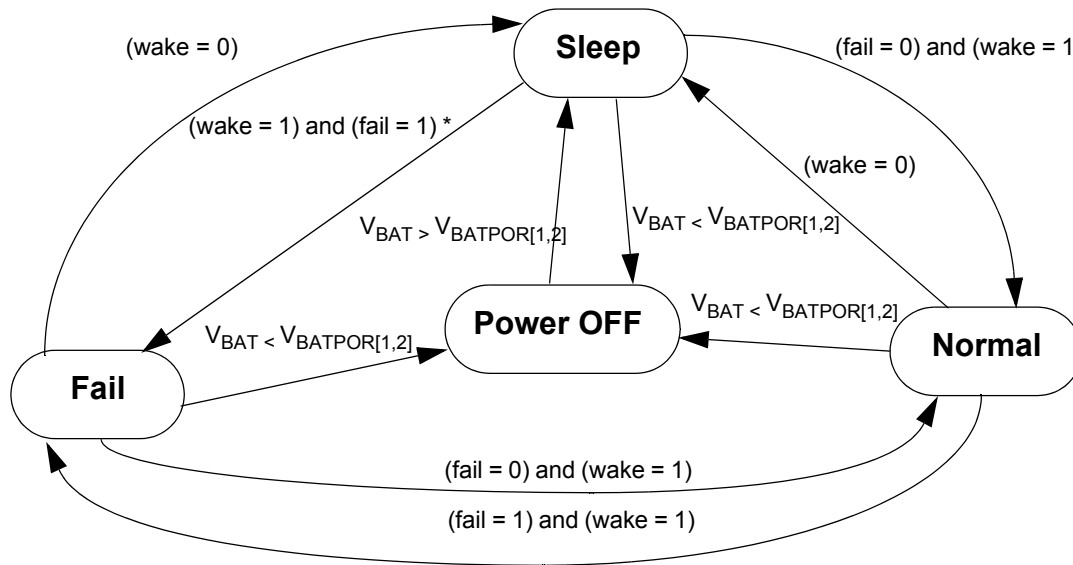 Sleep
(wake = 0)
(fail = 0) and (wake = 1
(wake = 1) and (fail = 1) *
(wake = 0)
V_BAT > V_BATPOR[1,2]
V_BAT < V_BATPOR[1,2]
Power OFF
V_BAT < V_BATPOR[1,2]
Normal
V_BAT < V_BATPOR[1,2]
Fail
(fail = 0) and (wake = 1)
(fail = 1) and (wake = 1)